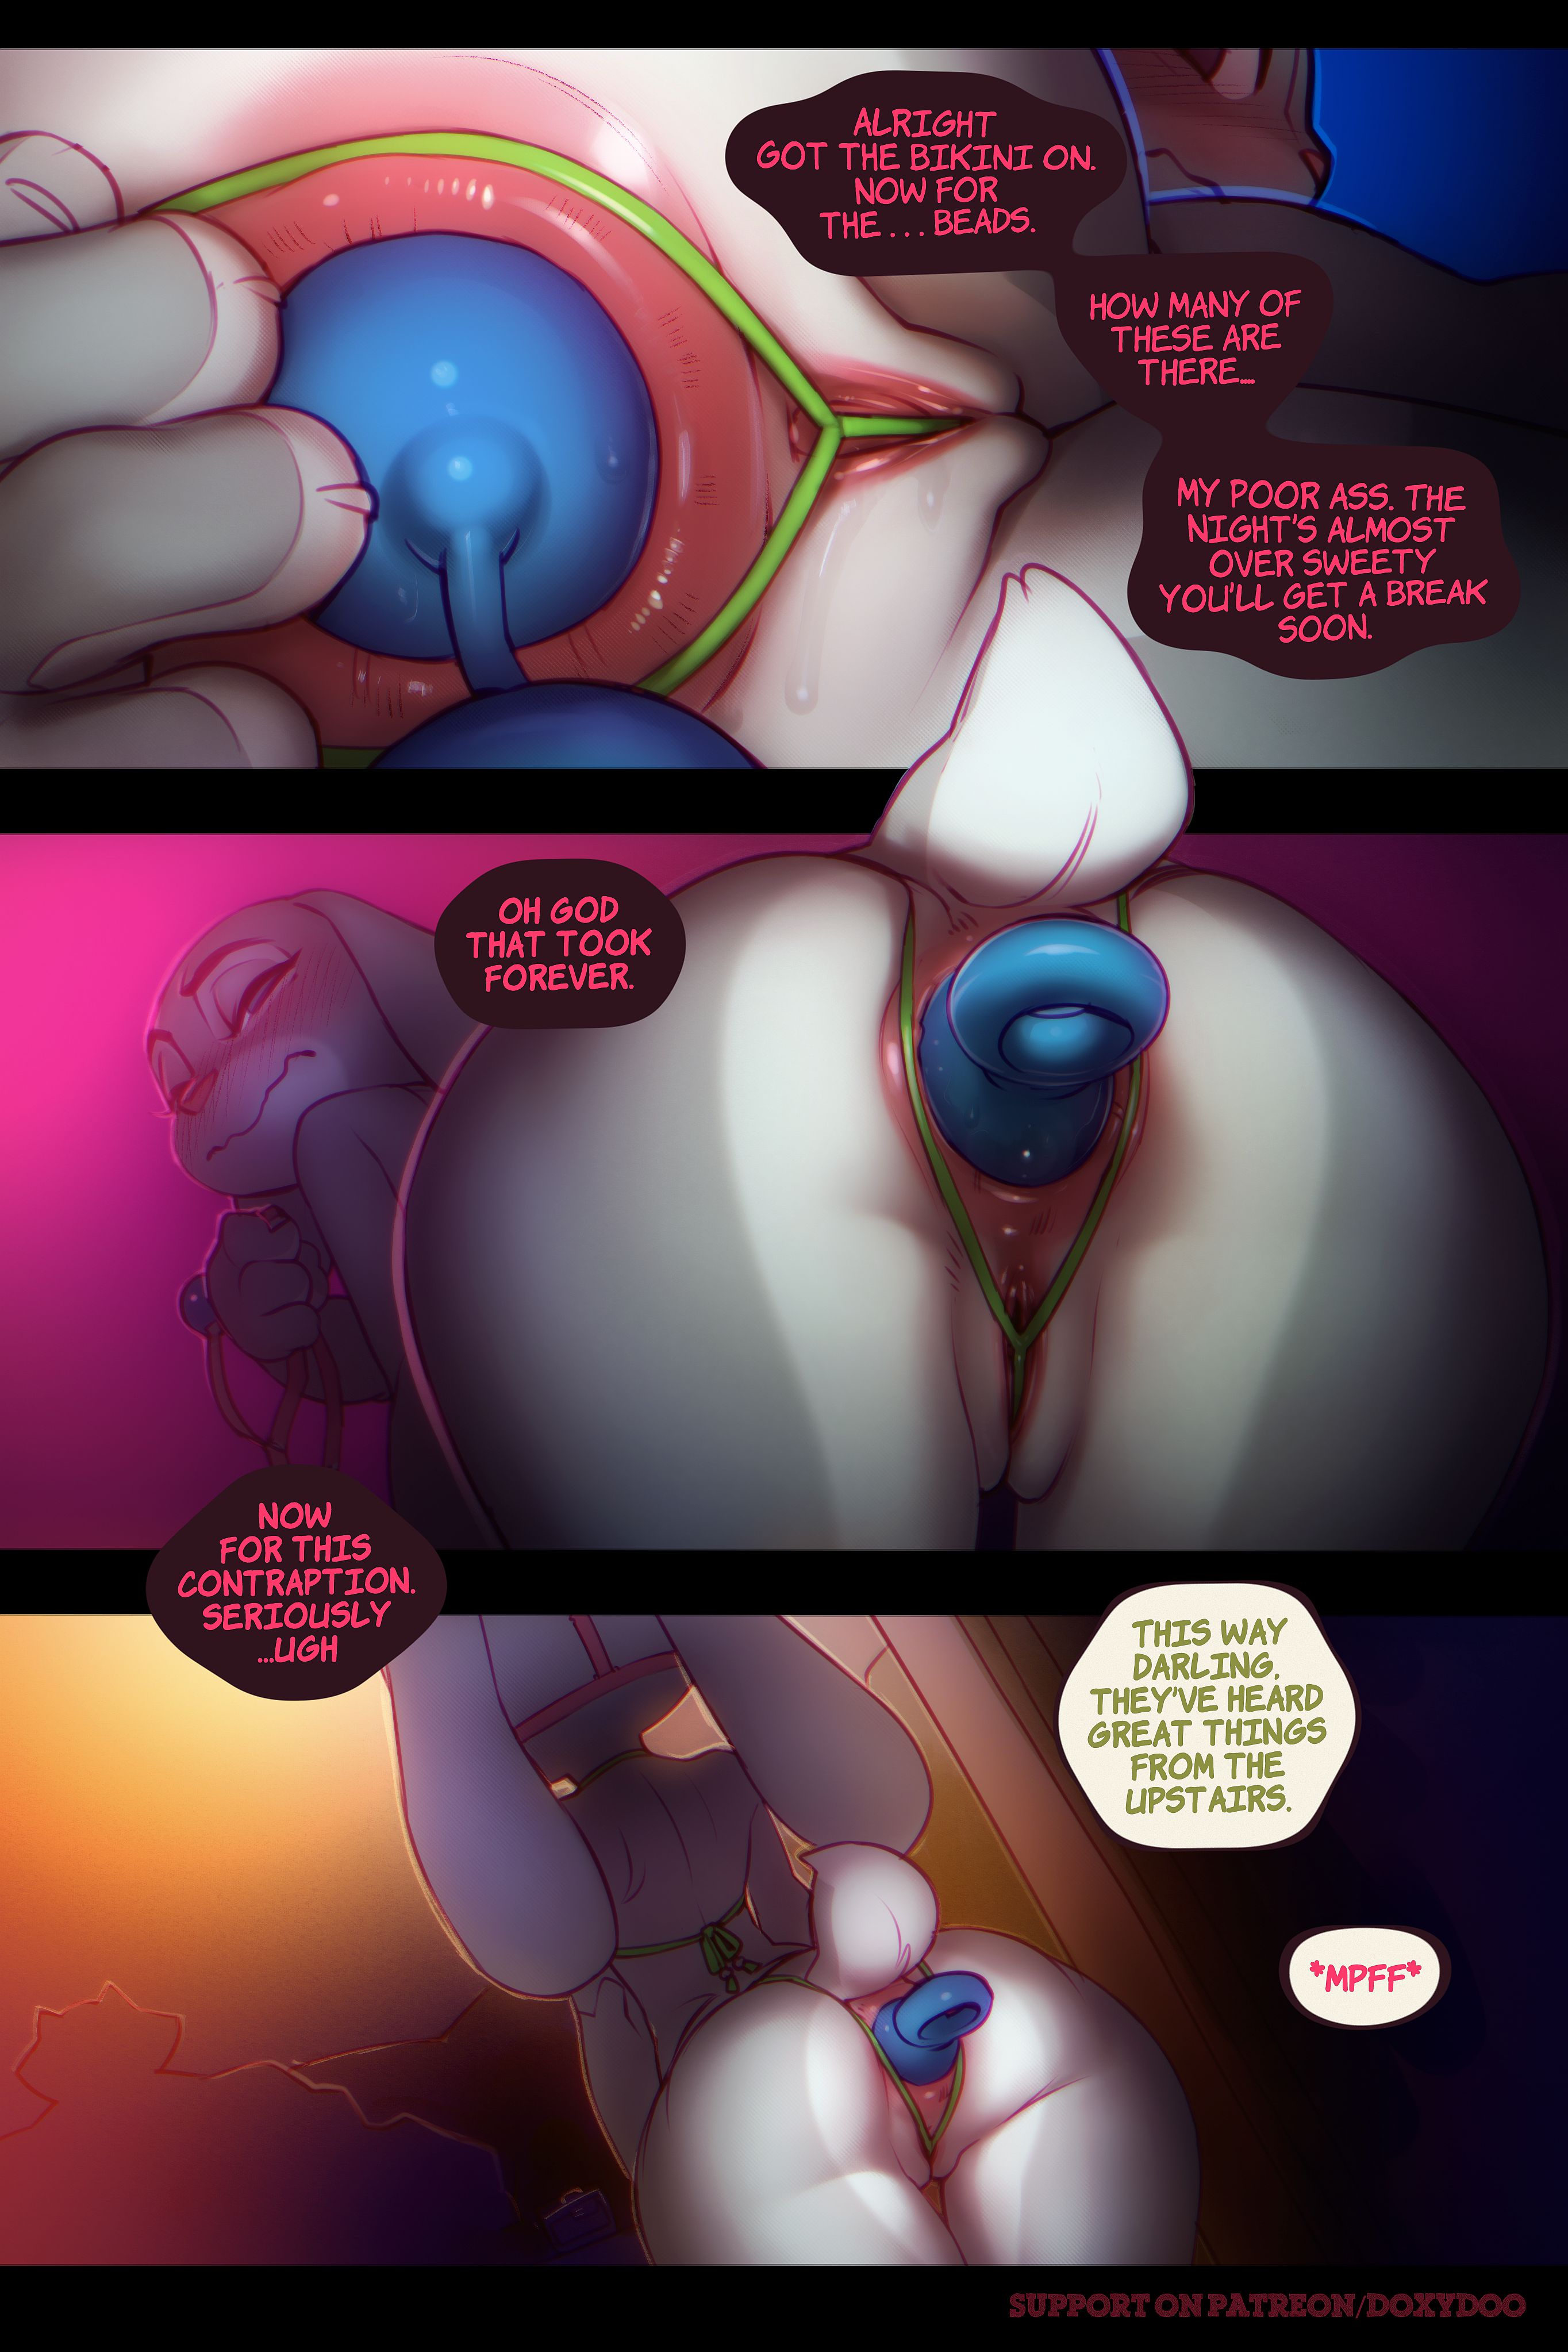 ALRIGHT
GOT THE BIKINI ON.
NOW FOR
THE... BEADS.
HOW MANY OF
THESE ARE
THERE...
MY POOR ASS. THE
NIGHT'S ALMOST
OVER SWEETY
YOU'LL GET A BREAK
SOON.
OH GOD
THAT TOOK
FOREVER.
NOW
FOR THIS
CONTRAPTION.
SERIOUSLY
...UGH
THIS WAY
DARLING,
THEY'VE HEARD
GREAT THINGS
FROM THE
UPSTAIRS.
*MPFF*
SUPPORT ON PATREON/DOXYDOO